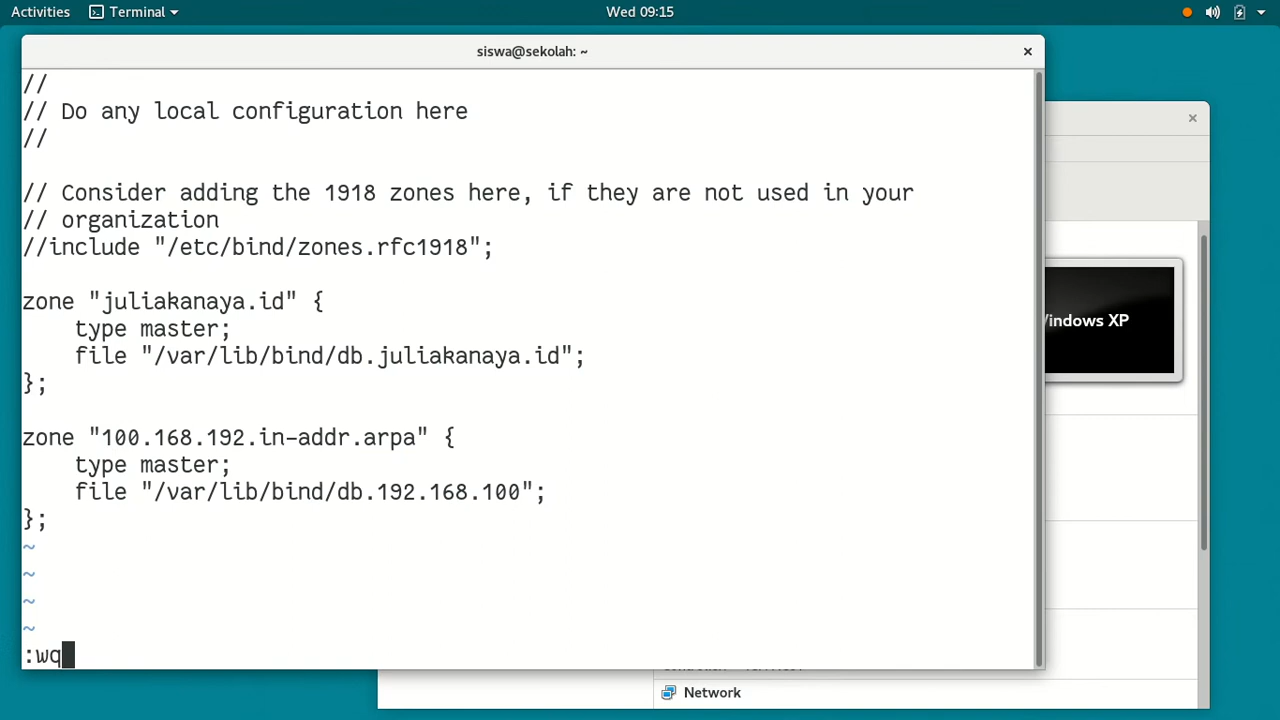 Activities Terminal Wed 09:15
siswa@sekolah: ~
//
// Do any local configuration here
//
// Consider adding the 1918 zones here, if they are not used in your
// organization
//include "/etc/bind/zones.rfc1918";
zone "juliakanaya.id" {
type master;
file "/var/lib/bind/db.juliakanaya.id";
};
zone "100.168.192.in-addr.arpa" {
type master;
file "/var/lib/bind/db.192.168.100";
};
~
~
~
~
:wq
Windows XP
Network